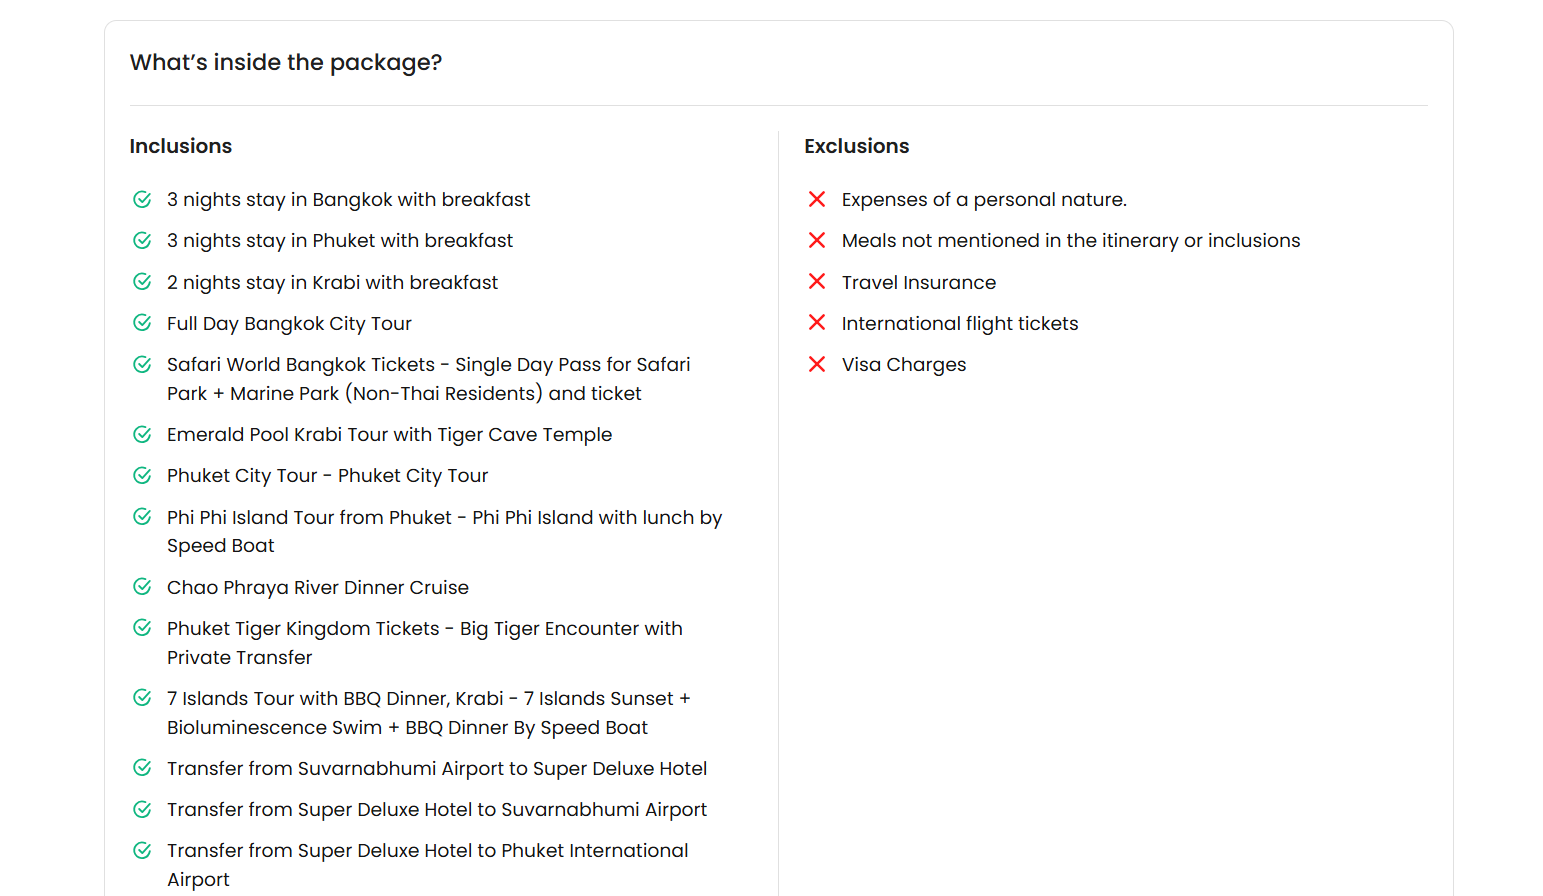 What’s inside the package?
Inclusions
3 nights stay in Bangkok with breakfast
3 nights stay in Phuket with breakfast
2 nights stay in Krabi with breakfast
Full Day Bangkok City Tour
Safari World Bangkok Tickets - Single Day Pass for Safari
Park + Marine Park (Non-Thai Residents) and ticket
Emerald Pool Krabi Tour with Tiger Cave Temple
Phuket City Tour - Phuket City Tour
Phi Phi Island Tour from Phuket - Phi Phi Island with lunch by
Speed Boat
Chao Phraya River Dinner Cruise
Phuket Tiger Kingdom Tickets - Big Tiger Encounter with
Private Transfer
7 Islands Tour with BBQ Dinner, Krabi - 7 Islands Sunset +
Bioluminescence Swim + BBQ Dinner By Speed Boat
Transfer from Suvarnabhumi Airport to Super Deluxe Hotel
Transfer from Super Deluxe Hotel to Suvarnabhumi Airport
Transfer from Super Deluxe Hotel to Phuket International
Airport
Exclusions
Expenses of a personal nature.
Meals not mentioned in the itinerary or inclusions
Travel Insurance
International flight tickets
Visa Charges